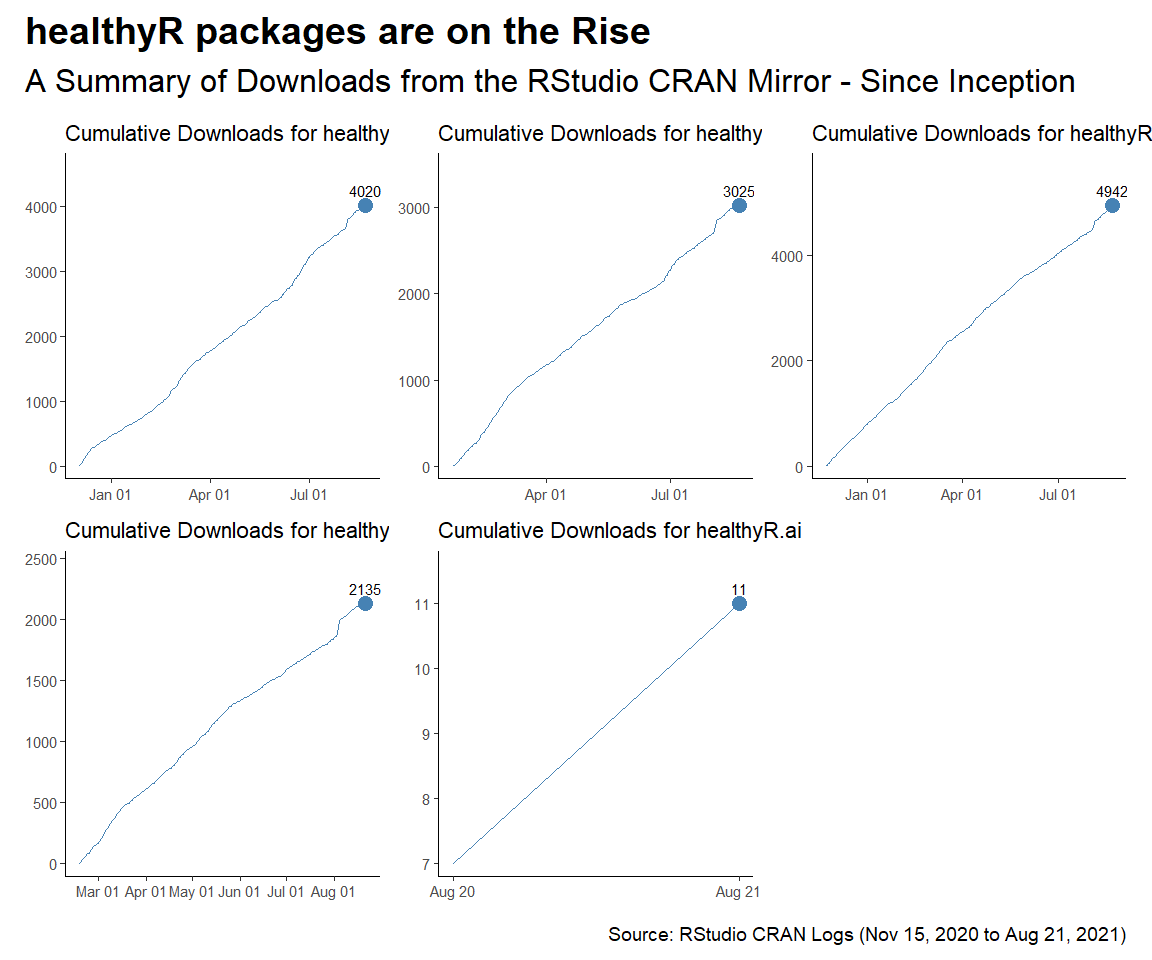 healthyR packages are on the Rise
A Summary of Downloads from the RStudio CRAN Mirror - Since Inception
Cumulative Downloads for healthy
4020
4000
3000
2000
1000
0
Jan 01 Apr 01 Jul 01
Cumulative Downloads for healthy
3025
3000
2000
1000
0
Apr 01 Jul 01
Cumulative Downloads for healthyR
4942
4000
2000
0
Jan 01 Apr 01 Jul 01
Cumulative Downloads for healthy
2500
2135
2000
1500
1000
500
0
Mar 01 Apr 01 May 01 Jun 01 Jul 01 Aug 01
Cumulative Downloads for healthyR.ai
11
11
10
9
8
7
Aug 20 Aug 21
Source: RStudio CRAN Logs (Nov 15, 2020 to Aug 21, 2021)